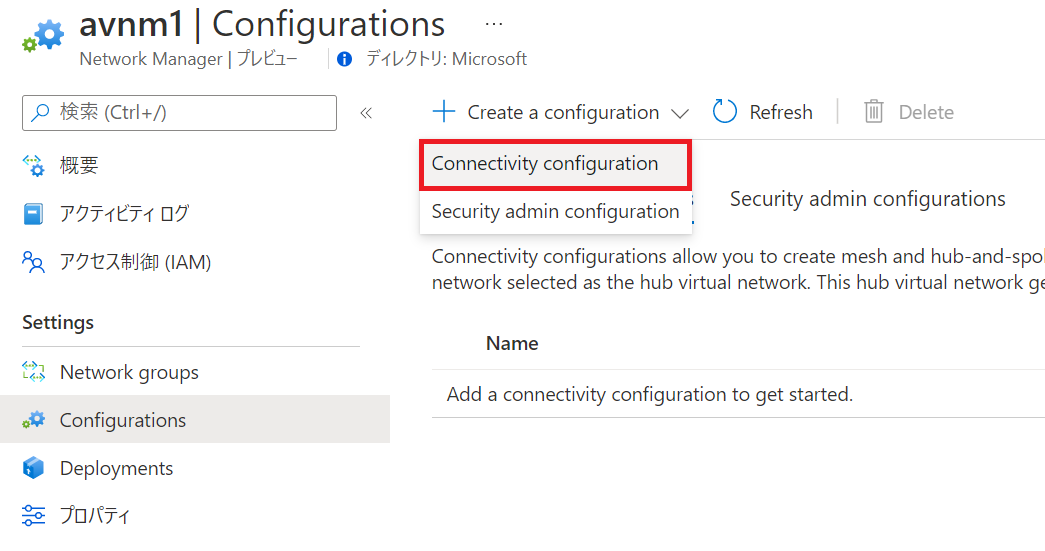 avnm1 | Configurations ...
Network Manager | プレビュー ディレクトリ: Microsoft
検索 (Ctrl+/) «
概要
アクティビティ ログ
アクセス制御 (IAM)
Settings
Network groups
Configurations
Deployments
プロパティ
Create a configuration Refresh Delete
Connectivity configuration
Security admin configuration
Security admin configurations
Connectivity configurations allow you to create mesh and hub-and-spo
network selected as the hub virtual network. This hub virtual network ge
Name
Add a connectivity configuration to get started.